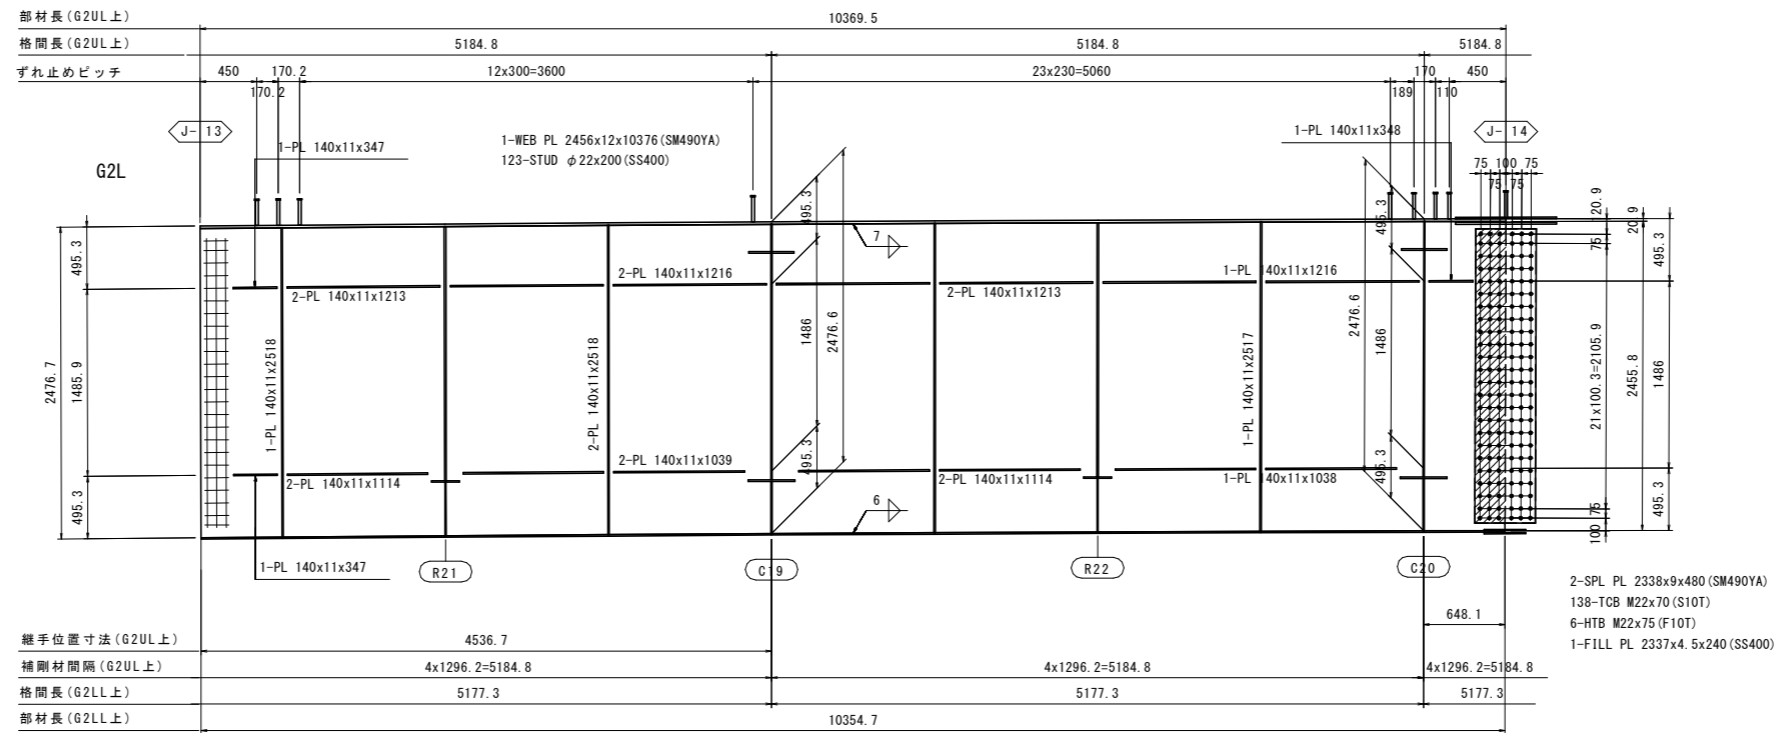 部材長(G2UL上)
10369.5
格間長(G2UL上)
5184.8
5184.8
5184.8
ずれ止めピッチ
450
170.2
12x300=3600
23x230=5060
170
450
170.2
189
110
J- 13
1-WEB PL 2456x12x10376(SM490YA)
1-PL 140x11x348
J- 14
1-PL 140x11x347
123-STUD φ22x200(SS400)
G2L
75 100 75
75 75
495.3
495.3
120.9
20.9
7
495.3
75
495.3
2-PL 140x11x1216
1-PL 140x11x1216
2-PL 140x11x1213
2-PL 140x11x1213
2476.7
1485.9
1-PL 140x11x2518
2-PL 140x11x2518
1486
2476.6
1-PL 140x11x2517
2476.6
1486
21x100.3=2105.9
2455.8
1486
2-PL 140x11x1039
2-PL 140x11x1114
2-PL 140x11x1114
1-PL 140x11x1038
495.3
495.3
495.3
75
495.3
6
100
1-PL 140x11x347
R21
C19
R22
C20
2-SPL PL 2338x9x480(SM490YA)
138-TCB M22x70(S10T)
6-HTB M22x75(F10T)
1-FILL PL 2337x4.5x240(SS400)
648.1
継手位置寸法(G2UL上)
4536.7
補剛材間隔(G2UL上)
4x1296.2=5184.8
4x1296.2=5184.8
4x1296.2=5184.8
格間長(G2LL上)
5177.3
5177.3
5177.3
部材長(G2LL上)
10354.7